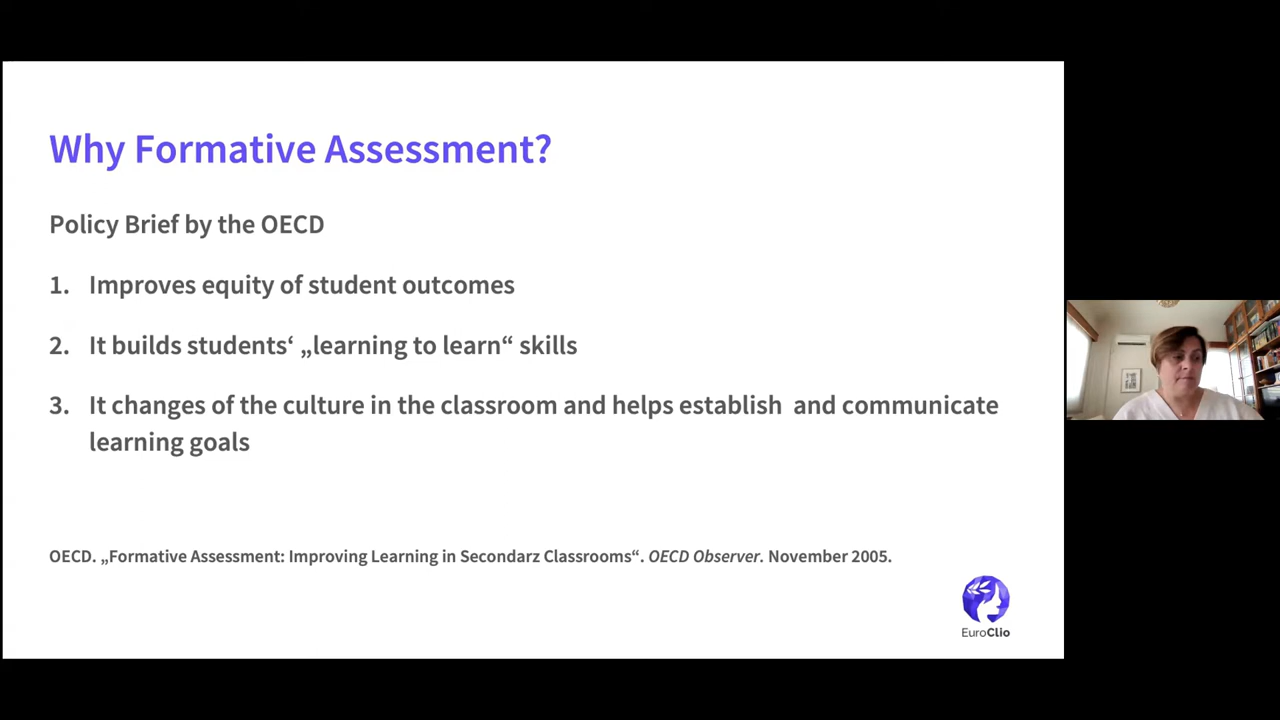 Why Formative Assessment?
Policy Brief by the OECD
1. Improves equity of student outcomes
2. It builds students‘ „learning to learn“ skills
3. It changes of the culture in the classroom and helps establish  and communicate
learning goals
OECD. „Formative Assessment: Improving Learning in Secondarz Classrooms“. OECD Observer. November 2005.
EuroClio